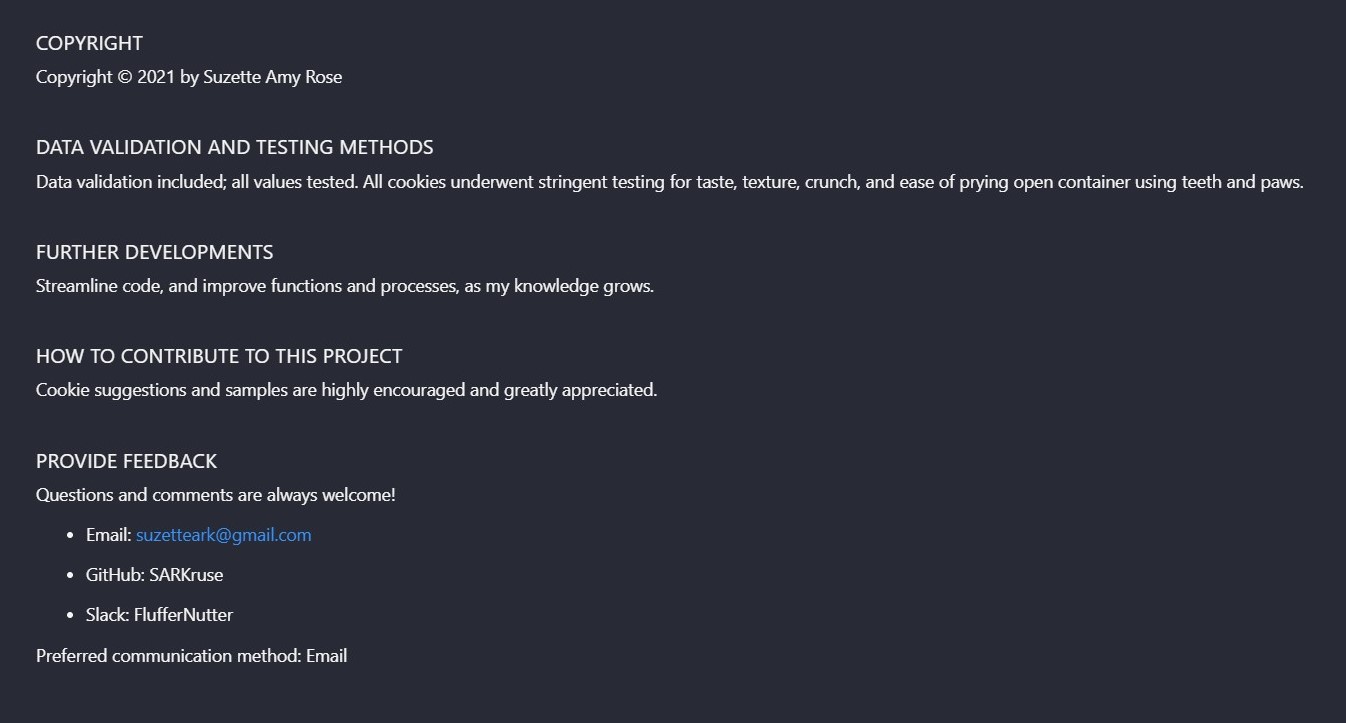 COPYRIGHT
Copyright © 2021 by Suzette Amy Rose
DATA VALIDATION AND TESTING METHODS
Data validation included; all values tested. All cookies underwent stringent testing for taste, texture, crunch, and ease of prying open container using teeth and paws.
FURTHER DEVELOPMENTS
Streamline code, and improve functions and processes, as my knowledge grows.
HOW TO CONTRIBUTE TO THIS PROJECT
Cookie suggestions and samples are highly encouraged and greatly appreciated.
PROVIDE FEEDBACK
Questions and comments are always welcome!
• Email: suzetteark@gmail.com
• GitHub: SARKruse
• Slack: FlufferNutter
Preferred communication method: Email